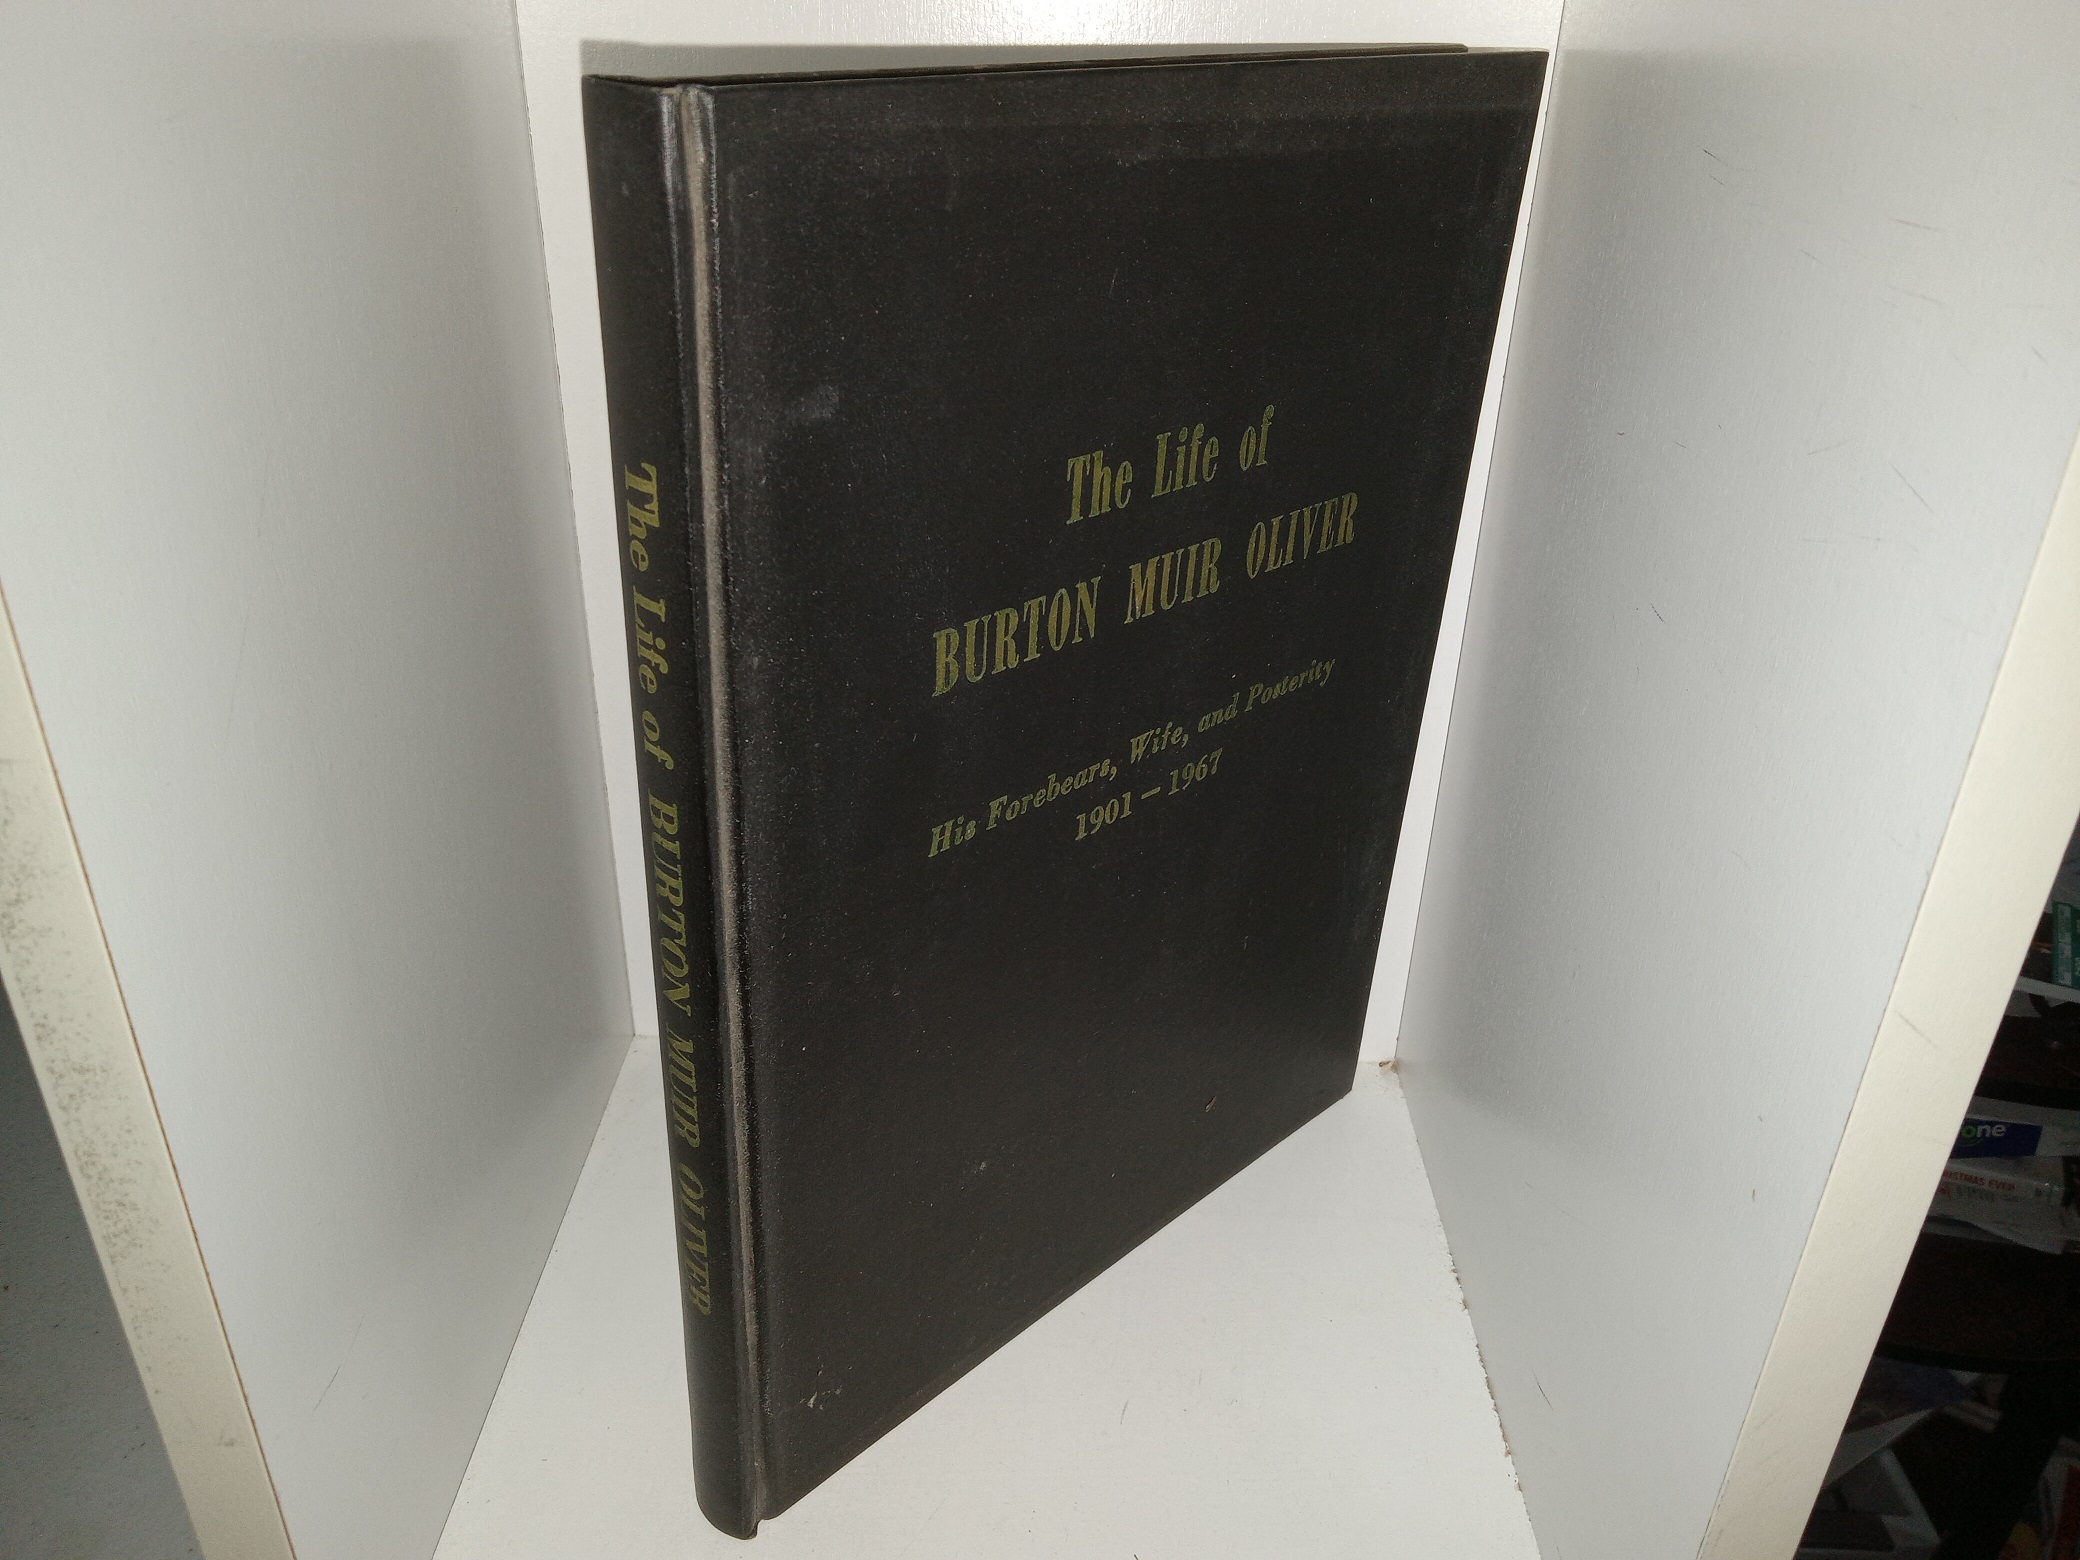 The Life of BURTON MUIR OLIVER
The Life of
BURTON MUIR OLIVER
His Forebears, Wife, and Posterity
1901 – 1967
one